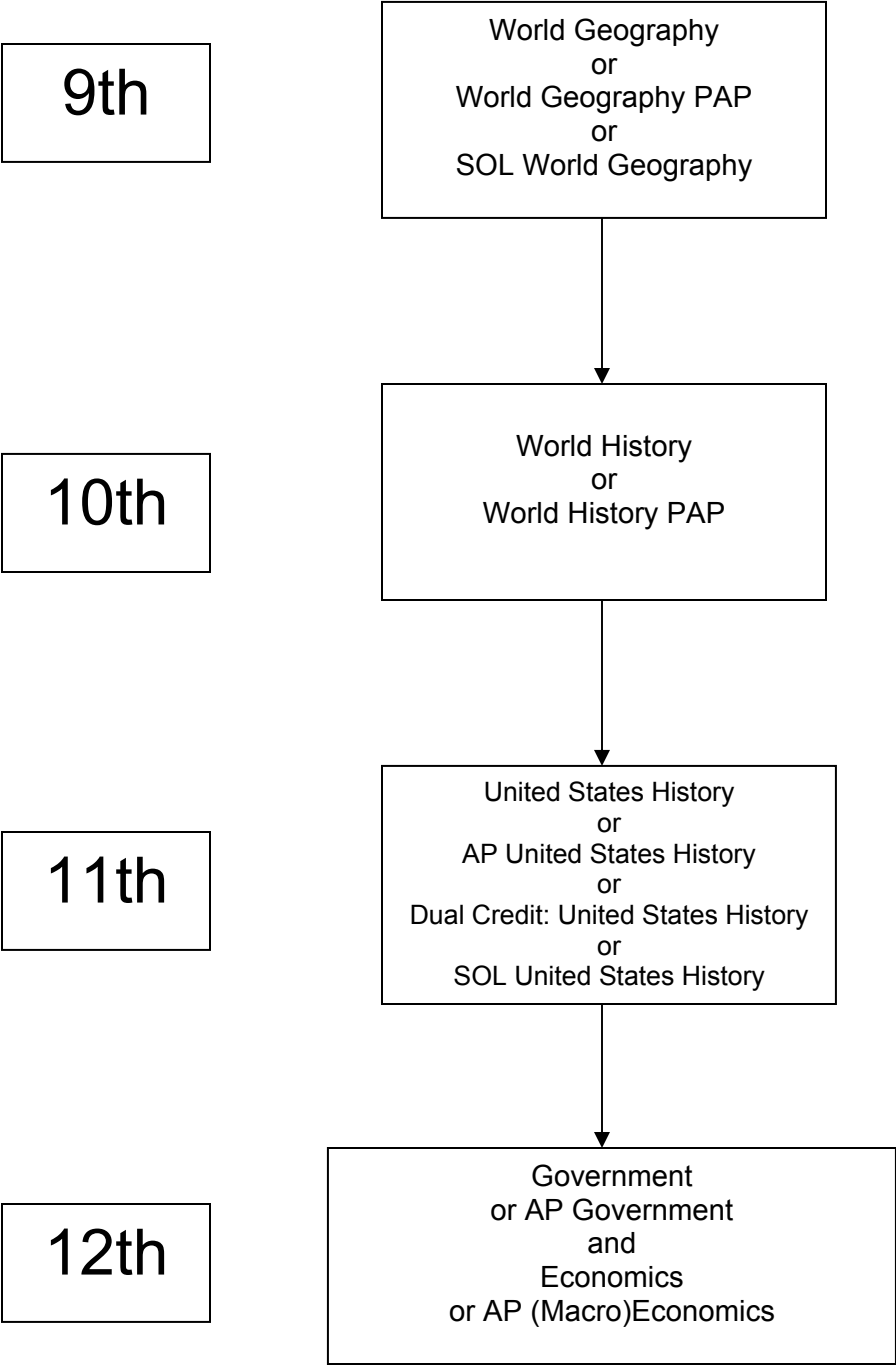 9th
World Geography
or
World Geography PAP
or
SOL World Geography
10th
World History
or
World History PAP
11th
United States History
or
AP United States History
or
Dual Credit: United States History
or
SOL United States History
12th
Government
or AP Government
and
Economics
or AP (Macro)Economics